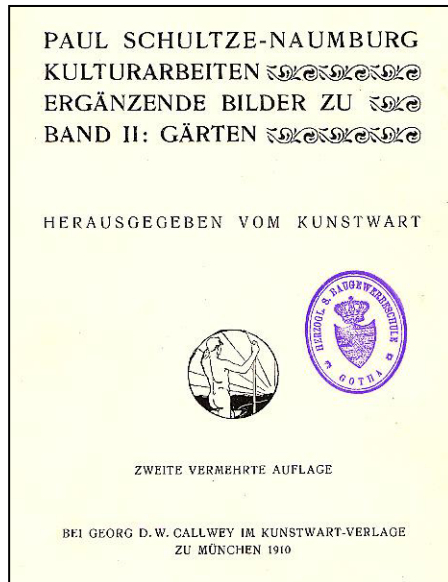 PAUL SCHULTZE-NAUMBURG
KULTURARBEITEN
ERGÄNZENDE BILDER ZU
BAND II: GÄRTEN
HERAUSGEGEBEN VOM KUNSTWART
HERZOGL. S. BAUGEWERBESCHULE
GOTHA
ZWEITE VERMEHRTE AUFLAGE
BEI GEORG D. W. CALLWEY IM KUNSTWART-VERLAGE
ZU MÜNCHEN 1910